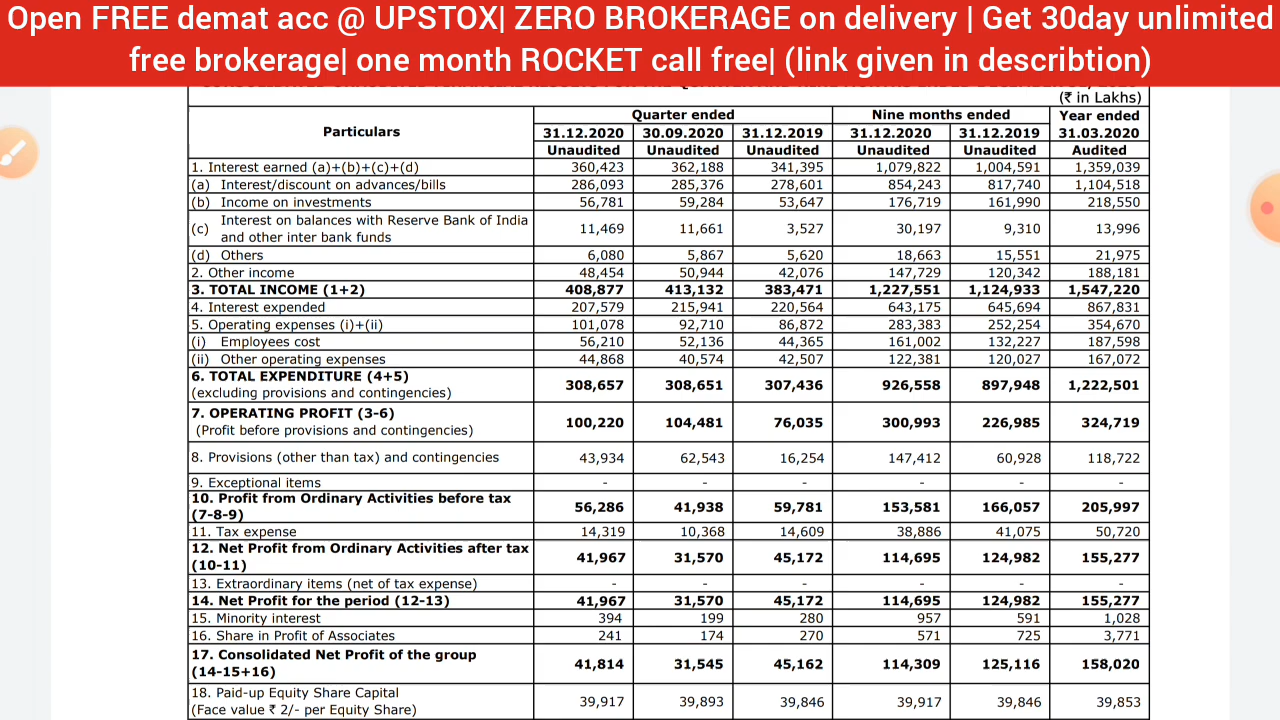 Open FREE demat acc @ UPSTOX| ZERO BROKERAGE on delivery | Get 30day unlimited
free brokerage| one month ROCKET call free| (link given in describtion)
(₹ in Lakhs)
Particulars Quarter ended Nine months ended Year ended
31.12.2020 30.09.2020 31.12.2019 31.12.2020 31.12.2019 31.03.2020
Unaudited Unaudited Unaudited Unaudited Unaudited Audited
1. Interest earned (a)+(b)+(c)+(d) 360,423 362,188 341,395 1,079,822 1,004,591 1,359,039
(a) Interest/discount on advances/bills 286,093 285,376 278,601 854,243 817,740 1,104,518
(b) Income on investments 56,781 59,284 53,647 176,719 161,990 218,550
(c) Interest on balances with Reserve Bank of India
and other inter bank funds 11,469 11,661 3,527 30,197 9,310 13,996
(d) Others 6,080 5,867 5,620 18,663 15,551 21,975
2. Other income 48,454 50,944 42,076 147,729 120,342 188,181
3. TOTAL INCOME (1+2) 408,877 413,132 383,471 1,227,551 1,124,933 1,547,220
4. Interest expended 207,579 215,941 220,564 643,175 645,694 867,831
5. Operating expenses (i)+(ii) 101,078 92,710 86,872 283,383 252,254 354,670
(i) Employees cost 56,210 52,136 44,365 161,002 132,227 187,598
(ii) Other operating expenses 44,868 40,574 42,507 122,381 120,027 167,072
6. TOTAL EXPENDITURE (4+5)
(excluding provisions and contingencies) 308,657 308,651 307,436 926,558 897,948 1,222,501
7. OPERATING PROFIT (3-6)
(Profit before provisions and contingencies) 100,220 104,481 76,035 300,993 226,985 324,719
8. Provisions (other than tax) and contingencies 43,934 62,543 16,254 147,412 60,928 118,722
9. Exceptional items - - - - - -
10. Profit from Ordinary Activities before tax
(7-8-9) 56,286 41,938 59,781 153,581 166,057 205,997
11. Tax expense 14,319 10,368 14,609 38,886 41,075 50,720
12. Net Profit from Ordinary Activities after tax
(10-11) 41,967 31,570 45,172 114,695 124,982 155,277
13. Extraordinary items (net of tax expense) - - - - - -
14. Net Profit for the period (12-13) 41,967 31,570 45,172 114,695 124,982 155,277
15. Minority interest 394 199 280 957 591 1,028
16. Share in Profit of Associates 241 174 270 571 725 3,771
17. Consolidated Net Profit of the group
(14-15+16) 41,814 31,545 45,162 114,309 125,116 158,020
18. Paid-up Equity Share Capital
(Face value ₹ 2/- per Equity Share) 39,917 39,893 39,846 39,917 39,846 39,853